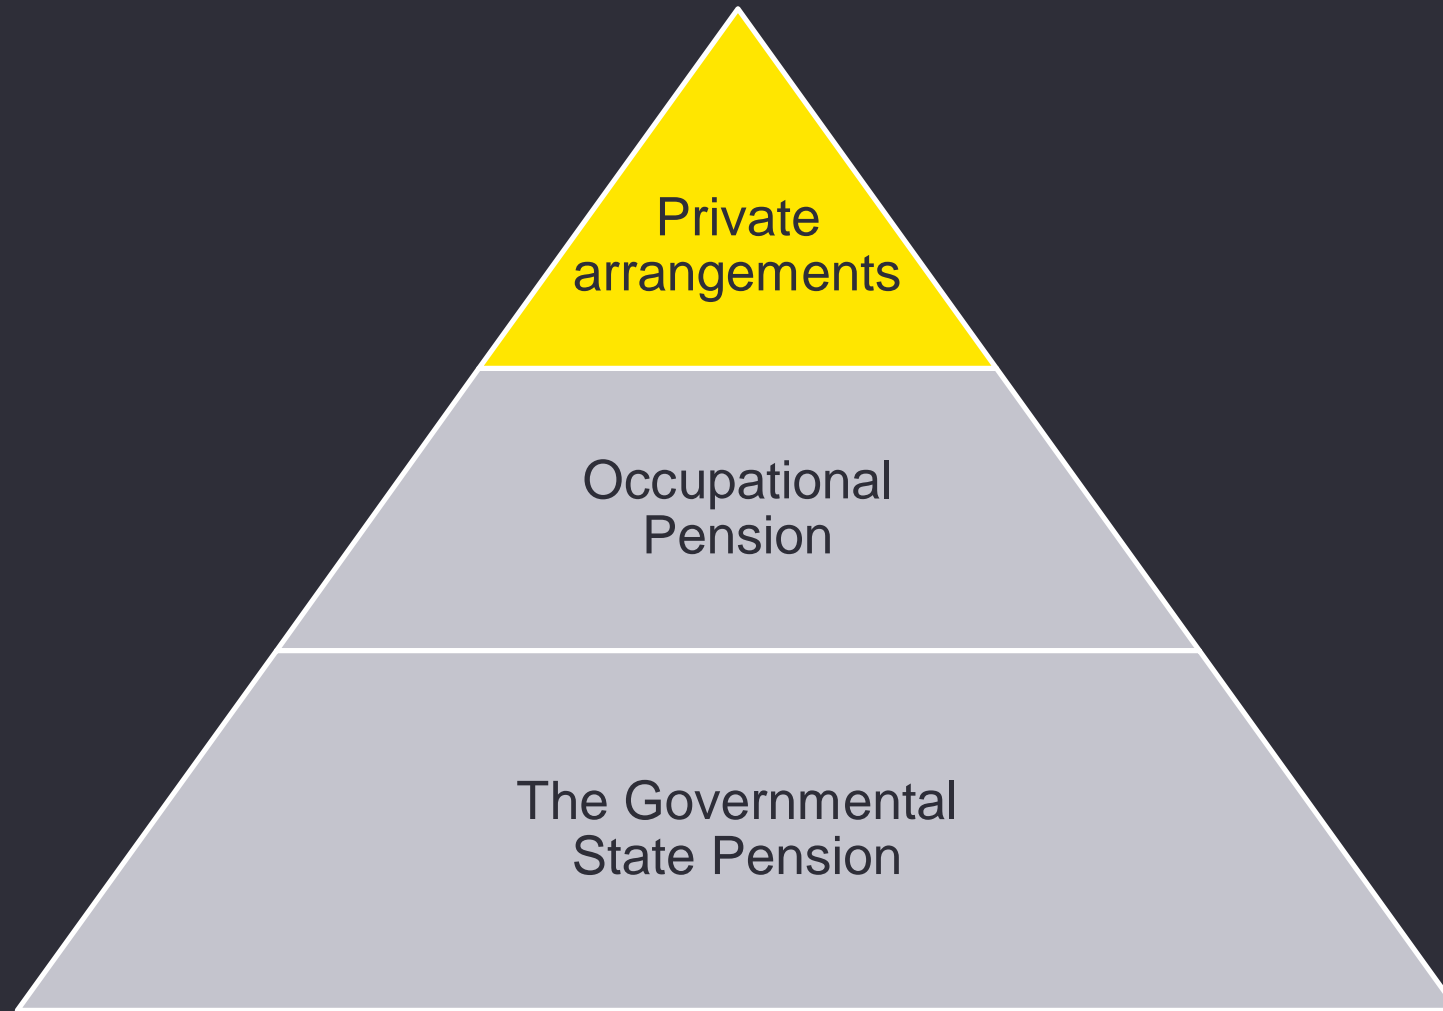 Private
arrangements
Occupational
Pension
The Governmental
State Pension